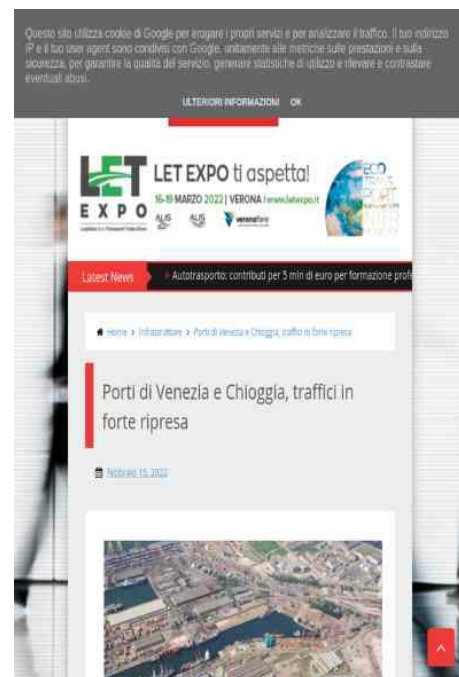 Questo sito utilizza cookie di Google per erogare i propri servizi e per analizzare il traffico. Il tuo indirizzo
IP e il tuo user agent sono condivisi con Google, unitamente alle metriche sulle prestazioni e sulla
sicurezza, per garantire la qualità del servizio, generare statistiche di utilizzo e rilevare e contrastare
eventuali abusi.
ULTERIORI INFORMAZIONI OK
LET EXPO
LET EXPO ti aspetta!
16-19 MARZO 2022 | VERONA | www.letexpo.it
ALIS ALIS veronafiere
ECO
Latest News » Autotrasporto: contributi per 5 mln di euro per formazione profe
Home › Infrastrutture › Porti di Venezia e Chioggia, traffici in forte ripresa
Porti di Venezia e Chioggia, traffici in
forte ripresa
febbraio 15, 2022